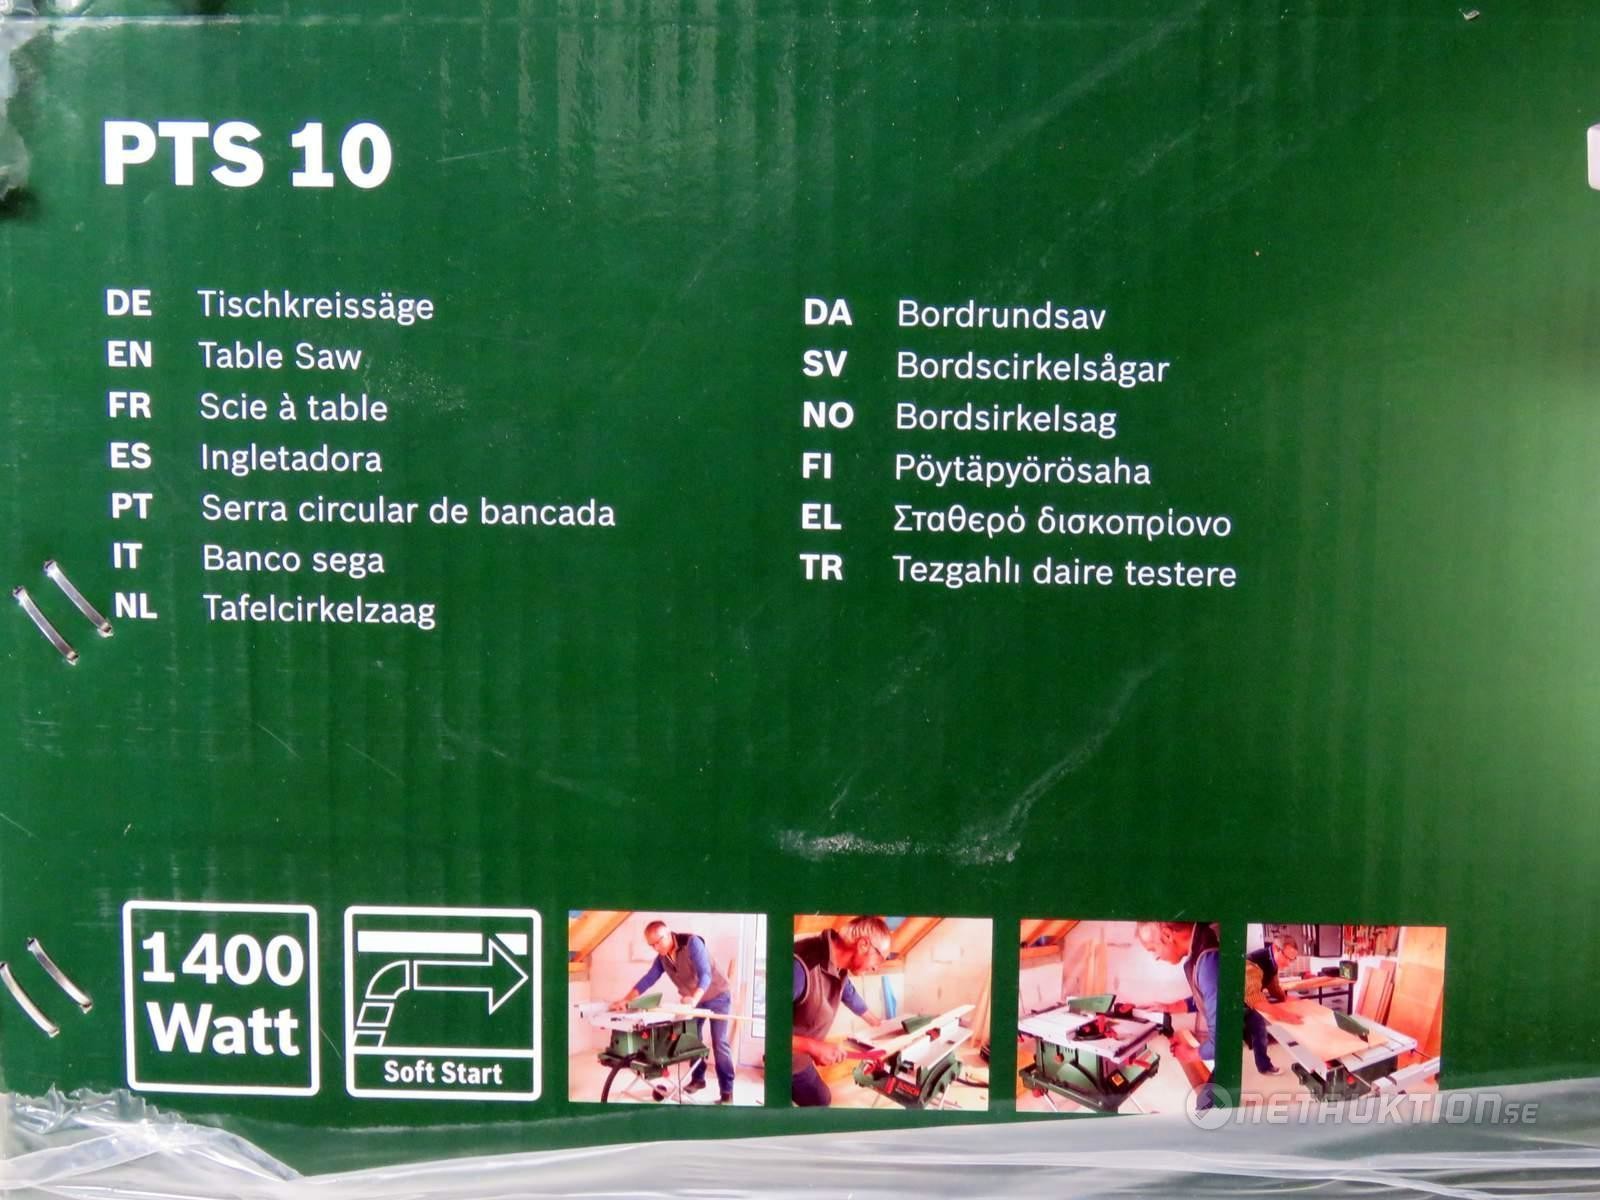 PTS 10
DE Tischkreissäge
EN Table Saw
FR Scie à table
ES Ingletadora
PT Serra circular de bancada
IT Banco sega
NL Tafelcirkelzaag
DA Bordrundsav
SV Bordscirkelsågar
NO Bordsirkelsag
FI Pöytäpyörösaha
EL Σταθερό δισκοπρίονο
TR Tezgahlı daire testere
1400
Watt
Soft Start
NETAUKTION.SE